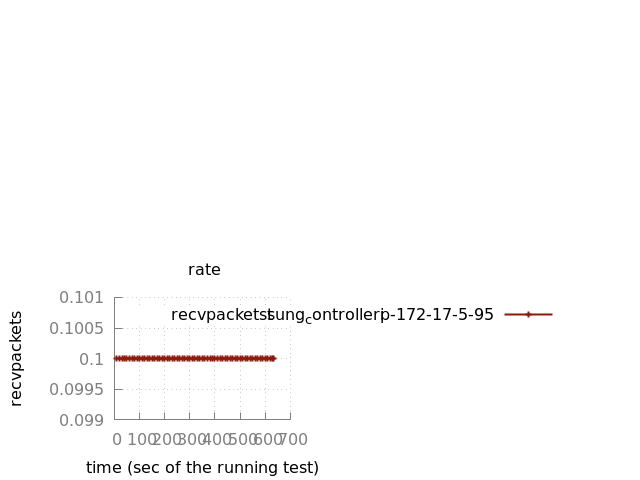 rate
0.101
recvpacketstsung_controllerip-172-17-5-95
0.1005
0.1
0.0995
0.099
recvpackets
0 100 200 300 400 500 600 700
time (sec of the running test)